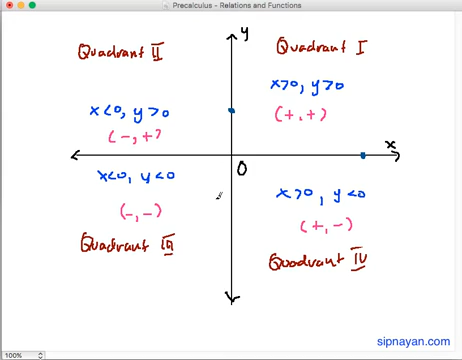 Precalculus - Relations and Functions
y
Quadrant II
Quadrant I
x<0, y>0
(-,+)
x>0, y>0
(+,+)
x
0
x<0, y<0
(-,-)
Quadrant III
x>0, y<0
(+,-)
Quadrant IV
sipnayan.com
100%